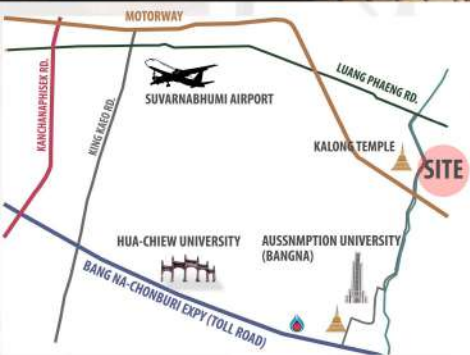 MOTORWAY
KANCHANAPHISEK RD.
KING KAEO RD.
SUVARNABHUMI AIRPORT
LUANG PHAENG RD.
KALONG TEMPLE
SITE
HUA-CHIEW UNIVERSITY
AUSSNMPTION UNIVERSITY
(BANGNA)
BANG NA-CHONBURI EXPY (TOLL ROAD)